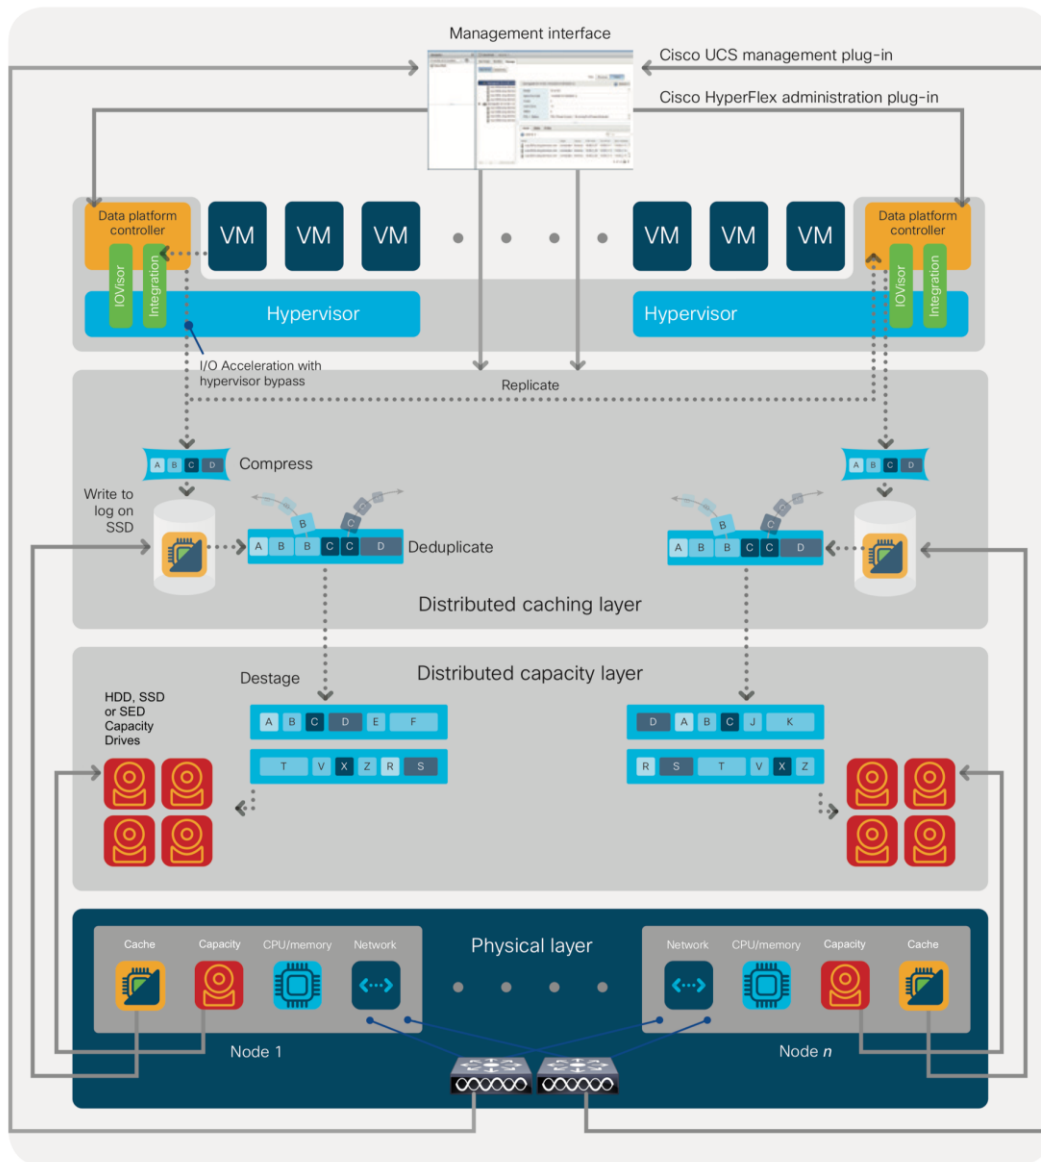 Management interface
Cisco UCS management plug-in
Cisco HyperFlex administration plug-in
Data platform
controller
IOVisor
Integration
VM
VM
VM
VM
VM
VM
Data platform
controller
IOVisor
Integration
Hypervisor
Hypervisor
I/O Acceleration with
hypervisor bypass
Replicate
A B C D
Compress
A B C D
Write to
log on
SSD
B
C
A B B C C D
Deduplicate
B
C
A B B C C D
Distributed caching layer
Destage
Distributed capacity layer
HDD, SSD
or SED
Capacity
Drives
A B C D E F
D A B C J K
T V X Z R S
R S T V X Z
Cache
Capacity
CPU/memory
Network
Physical layer
Network
CPU/memory
Capacity
Cache
Node 1
Node n